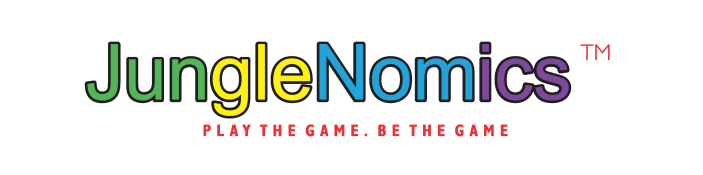 JungleNomics™
PLAY THE GAME. BE THE GAME